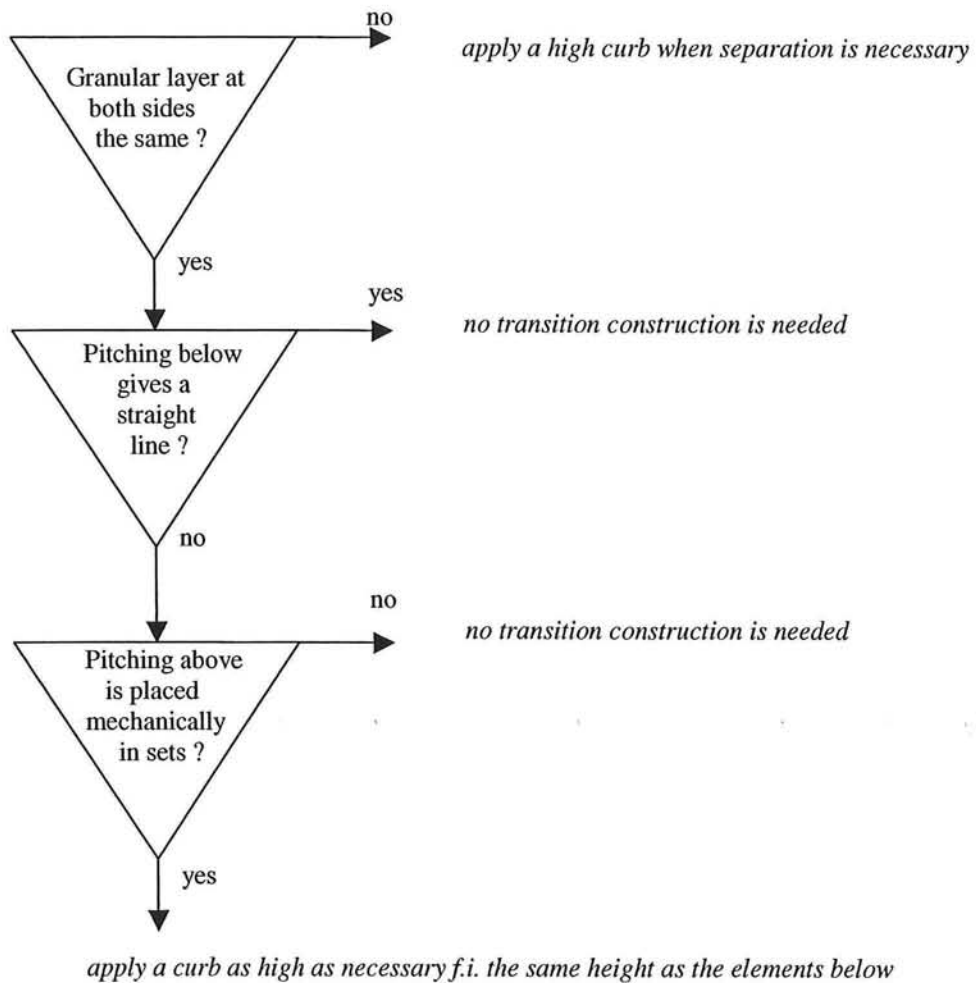 no
apply a high curb when separation is necessary
Granular layer at
both sides
the same ?
yes
yes
no transition construction is needed
Pitching below
gives a
straight
line ?
no
no
no transition construction is needed
Pitching above
is placed
mechanically
in sets ?
yes
apply a curb as high as necessary f.i. the same height as the elements below